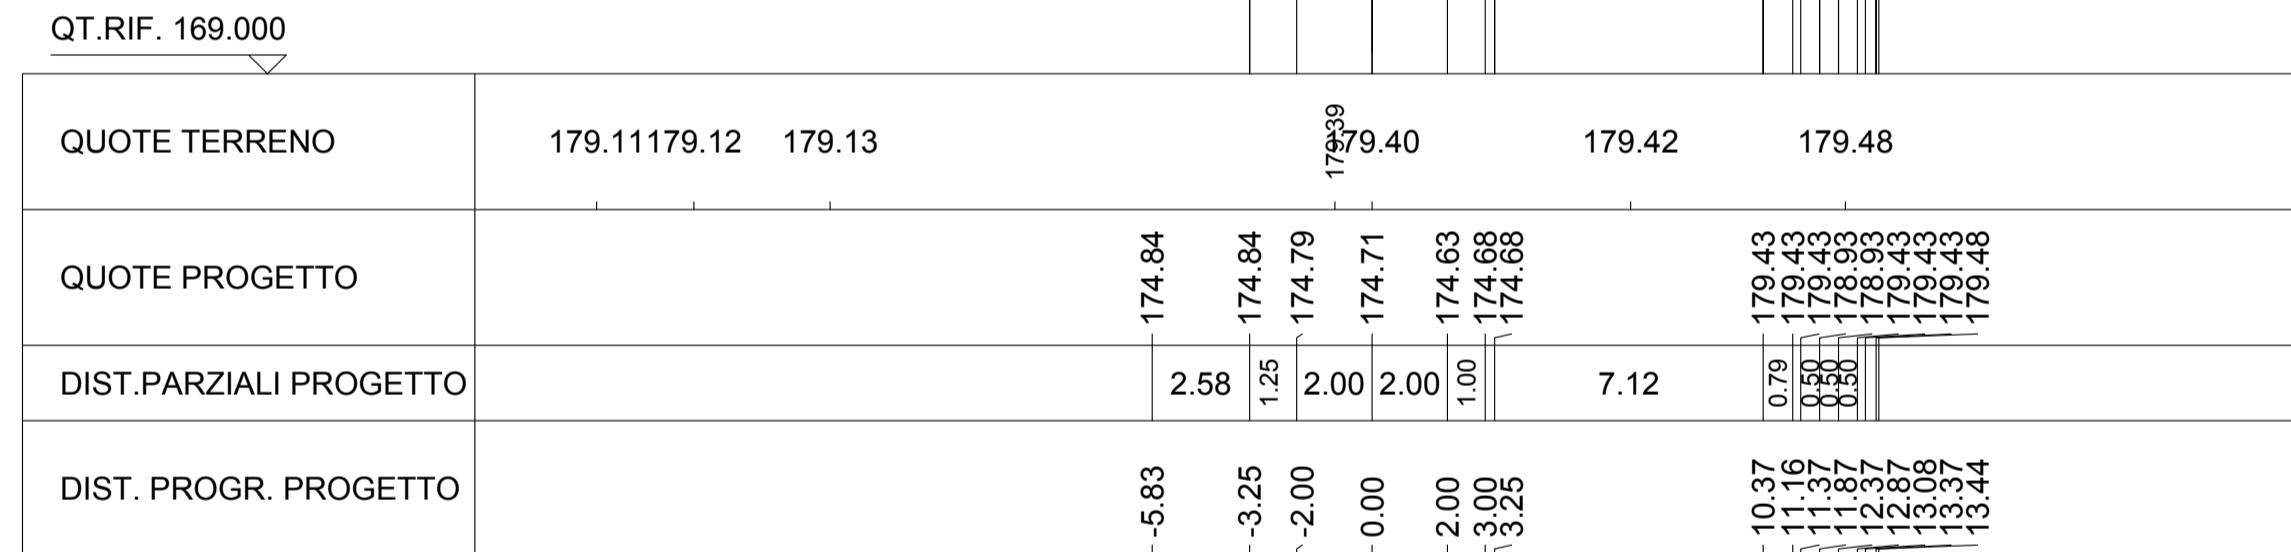 QT.RIF. 169.000
QUOTE TERRENO 179.11 179.12 179.13 179.39 179.40 179.42 179.48
QUOTE PROGETTO 174.84 174.84 174.79 174.71 174.63 174.68 174.68 179.43 179.43 179.43 178.93 178.93 179.43 179.43 179.43 179.48
DIST.PARZIALI PROGETTO 2.58 1.25 2.00 2.00 1.00 7.12 0.79 0.50 0.50 0.50
DIST. PROGR. PROGETTO -5.83 -3.25 -2.00 0.00 2.00 3.00 3.25 10.37 11.16 11.37 11.87 12.37 12.87 13.08 13.37 13.44